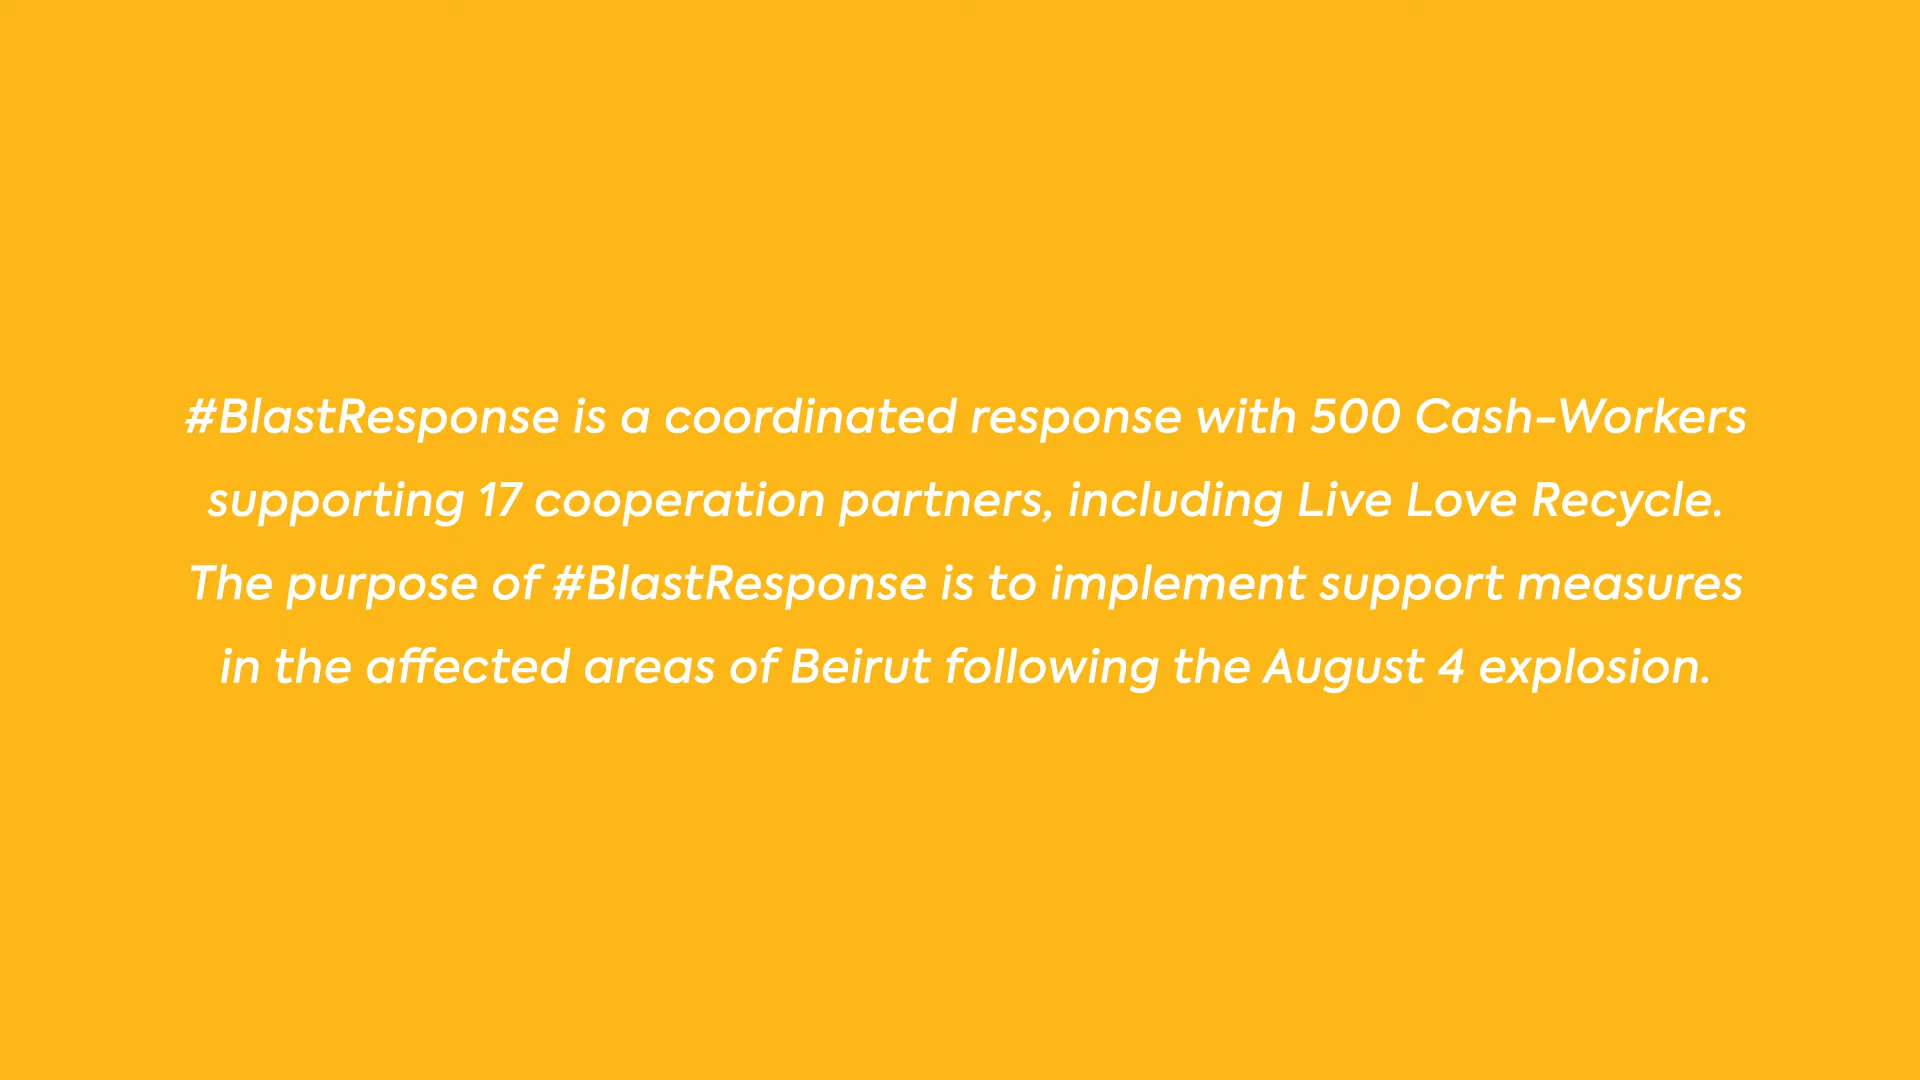 #BlastResponse is a coordinated response with 500 Cash-Workers
supporting 17 cooperation partners, including Live Love Recycle.
The purpose of #BlastResponse is to implement support measures
in the affected areas of Beirut following the August 4 explosion.